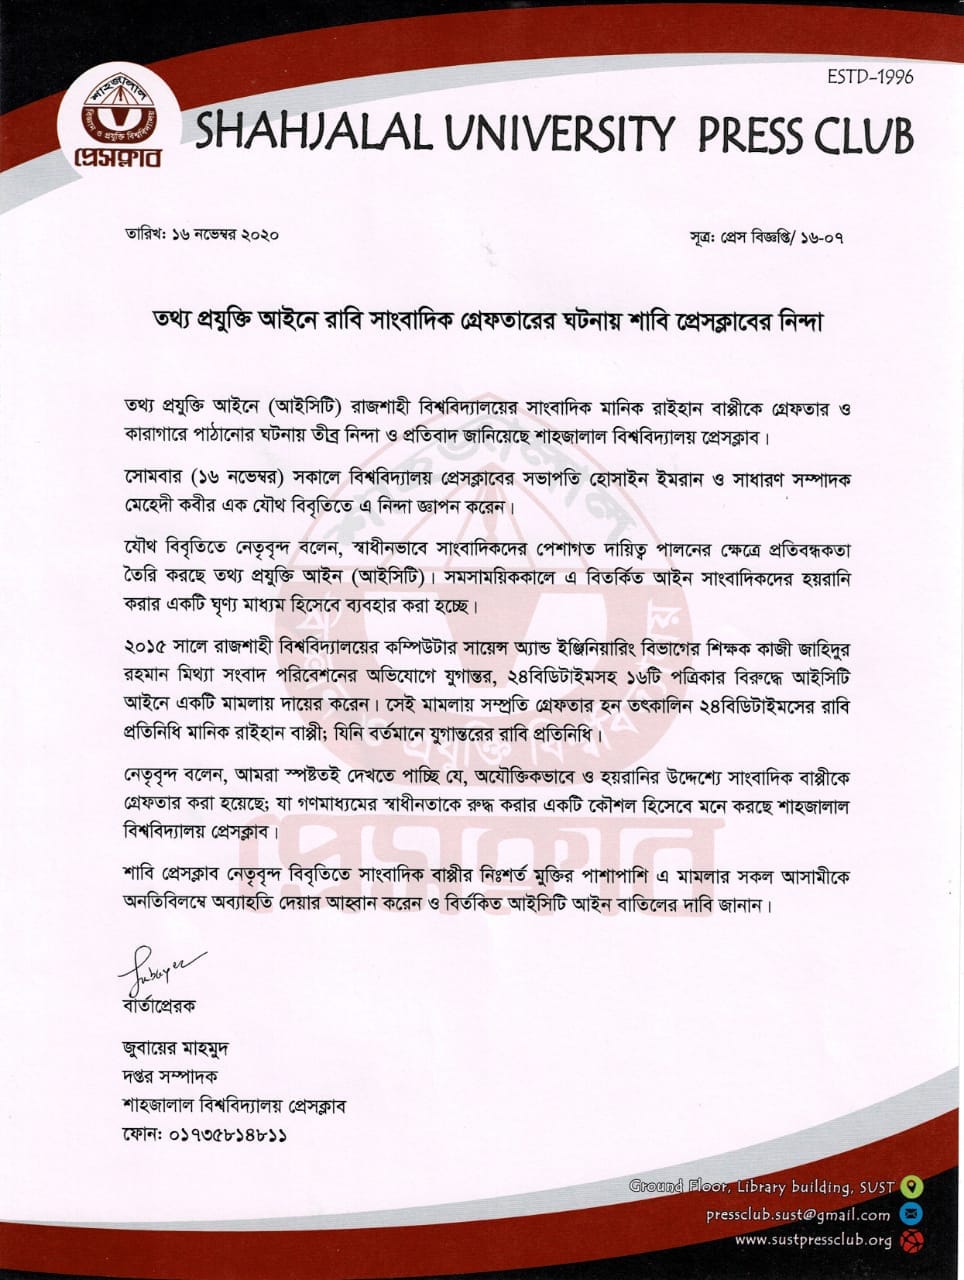 ESTD-1996
শাহজালাল
বিজ্ঞান ও প্রযুক্তি বিশ্ববিদ্যালয়
প্রেসক্লাব
SHAHJALAL UNIVERSITY PRESS CLUB
তারিখ: ১৬ নভেম্বর ২০২০
সূত্র: প্রেস বিজ্ঞপ্তি/ ১৬-০৭
তথ্য প্রযুক্তি আইনে রাবি সাংবাদিক গ্রেফতারের ঘটনায় শাবি প্রেসক্লাবের নিন্দা
তথ্য প্রযুক্তি আইনে (আইসিটি) রাজশাহী বিশ্ববিদ্যালয়ের সাংবাদিক মানিক রাইহান বাপ্পীকে গ্রেফতার ও
কারাগারে পাঠানোর ঘটনায় তীব্র নিন্দা ও প্রতিবাদ জানিয়েছে শাহজালাল বিশ্ববিদ্যালয় প্রেসক্লাব।
সোমবার (১৬ নভেম্বর) সকালে বিশ্ববিদ্যালয় প্রেসক্লাবের সভাপতি হোসাইন ইমরান ও সাধারণ সম্পাদক
মেহেদী কবীর এক যৌথ বিবৃতিতে এ নিন্দা জ্ঞাপন করেন।
যৌথ বিবৃতিতে নেতৃবৃন্দ বলেন, স্বাধীনভাবে সাংবাদিকদের পেশাগত দায়িত্ব পালনের ক্ষেত্রে প্রতিবন্ধকতা
তৈরি করছে তথ্য প্রযুক্তি আইন (আইসিটি)। সমসাময়িককালে এ বিতর্কিত আইন সাংবাদিকদের হয়রানি
করার একটি ঘৃণ্য মাধ্যম হিসেবে ব্যবহার করা হচ্ছে।
২০১৫ সালে রাজশাহী বিশ্ববিদ্যালয়ের কম্পিউটার সায়েন্স অ্যান্ড ইঞ্জিনিয়ারিং বিভাগের শিক্ষক কাজী জাহিদুর
রহমান মিথ্যা সংবাদ পরিবেশনের অভিযোগে যুগান্তর, ২৪বিডিটাইমসহ ১৬টি পত্রিকার বিরুদ্ধে আইসিটি
আইনে একটি মামলায় দায়ের করেন। সেই মামলায় সম্প্রতি গ্রেফতার হন তৎকালিন ২৪বিডিটাইমসের রাবি
প্রতিনিধি মানিক রাইহান বাপ্পী; যিনি বর্তমানে যুগান্তরের রাবি প্রতিনিধি।
নেতৃবৃন্দ বলেন, আমরা স্পষ্টতই দেখতে পাচ্ছি যে, অযৌক্তিকভাবে ও হয়রানির উদ্দেশ্যে সাংবাদিক বাপ্পীকে
গ্রেফতার করা হয়েছে; যা গণমাধ্যমের স্বাধীনতাকে রুদ্ধ করার একটি কৌশল হিসেবে মনে করছে শাহজালাল
বিশ্ববিদ্যালয় প্রেসক্লাব।
শাবি প্রেসক্লাব নেতৃবৃন্দ বিবৃতিতে সাংবাদিক বাপ্পীর নিঃশর্ত মুক্তির পাশাপাশি এ মামলার সকল আসামীকে
অনতিবিলম্বে অব্যাহতি দেয়ার আহ্বান করেন ও বির্তকিত আইসিটি আইন বাতিলের দাবি জানান।
Jubayer
বার্তাপ্রেরক
জুবায়ের মাহমুদ
দপ্তর সম্পাদক
শাহজালাল বিশ্ববিদ্যালয় প্রেসক্লাব
ফোন: ০১৭৩৫৮১৪৮১১
Ground Floor, Library building, SUST
pressclub.sust@gmail.com
www.sustpressclub.org